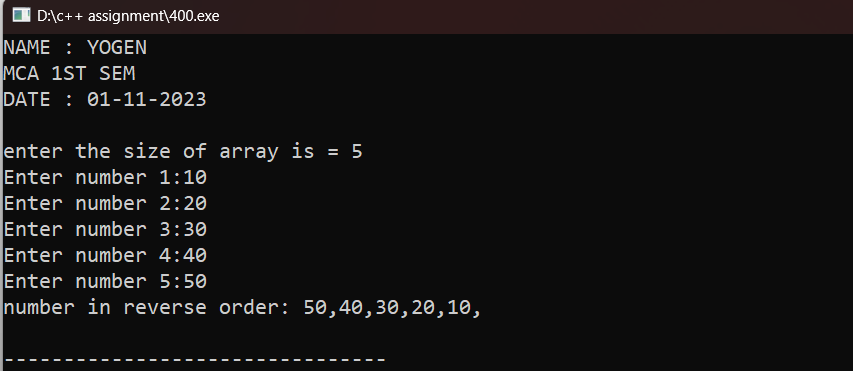 D:\c++ assignment\400.exe
NAME : YOGEN
MCA 1ST SEM
DATE : 01-11-2023
enter the size of array is = 5
Enter number 1:10
Enter number 2:20
Enter number 3:30
Enter number 4:40
Enter number 5:50
number in reverse order: 50,40,30,20,10,
--------------------------------